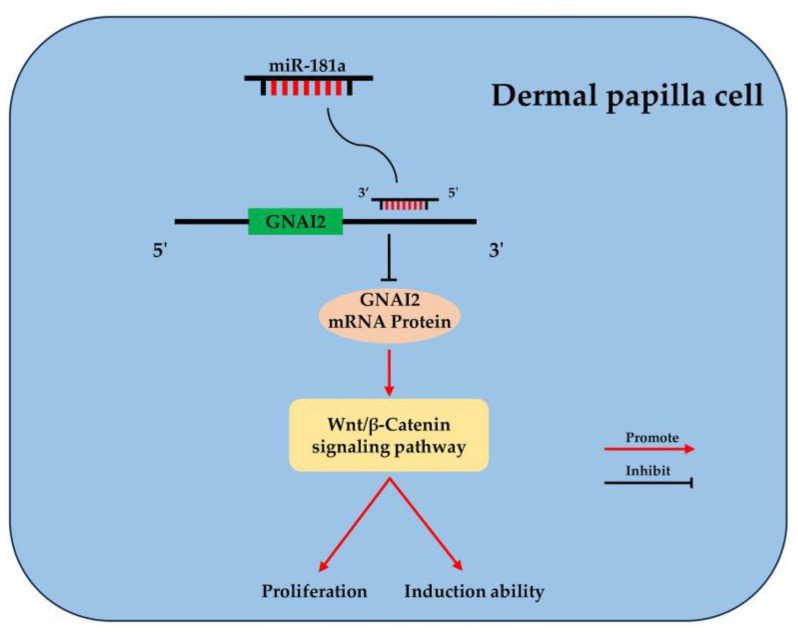 miR-181a
Dermal papilla cell
3′ 5'
GNAI2
5' 3'
GNAI2
mRNA Protein
Wnt/β-Catenin
signaling pathway
Promote
Inhibit
Proliferation Induction ability